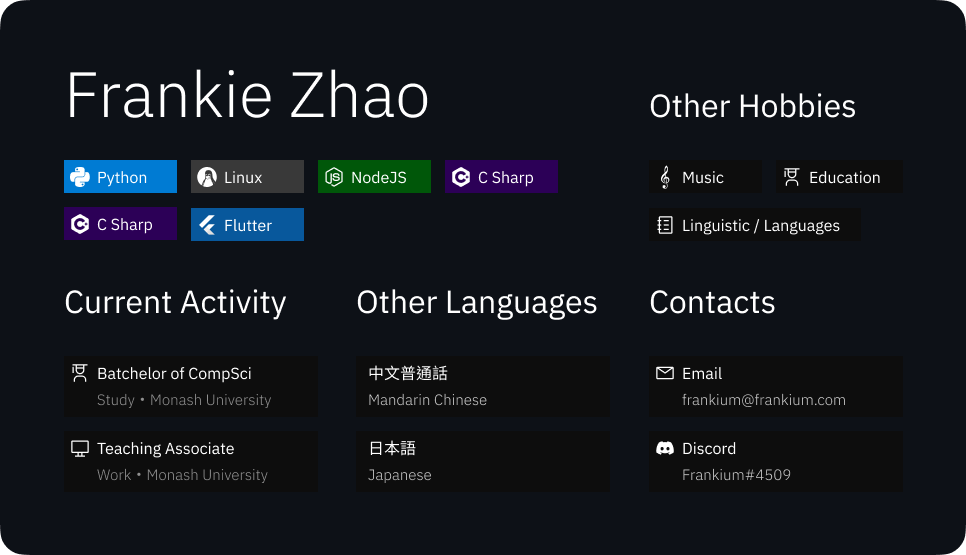 Frankie Zhao
Python
Linux
NodeJS
C Sharp
C Sharp
Flutter
Other Hobbies
Music
Education
Linguistic / Languages
Current Activity
Batchelor of CompSci
Study • Monash University
Teaching Associate
Work • Monash University
Other Languages
中文普通話
Mandarin Chinese
日本語
Japanese
Contacts
Email
frankium@frankium.com
Discord
Frankium#4509